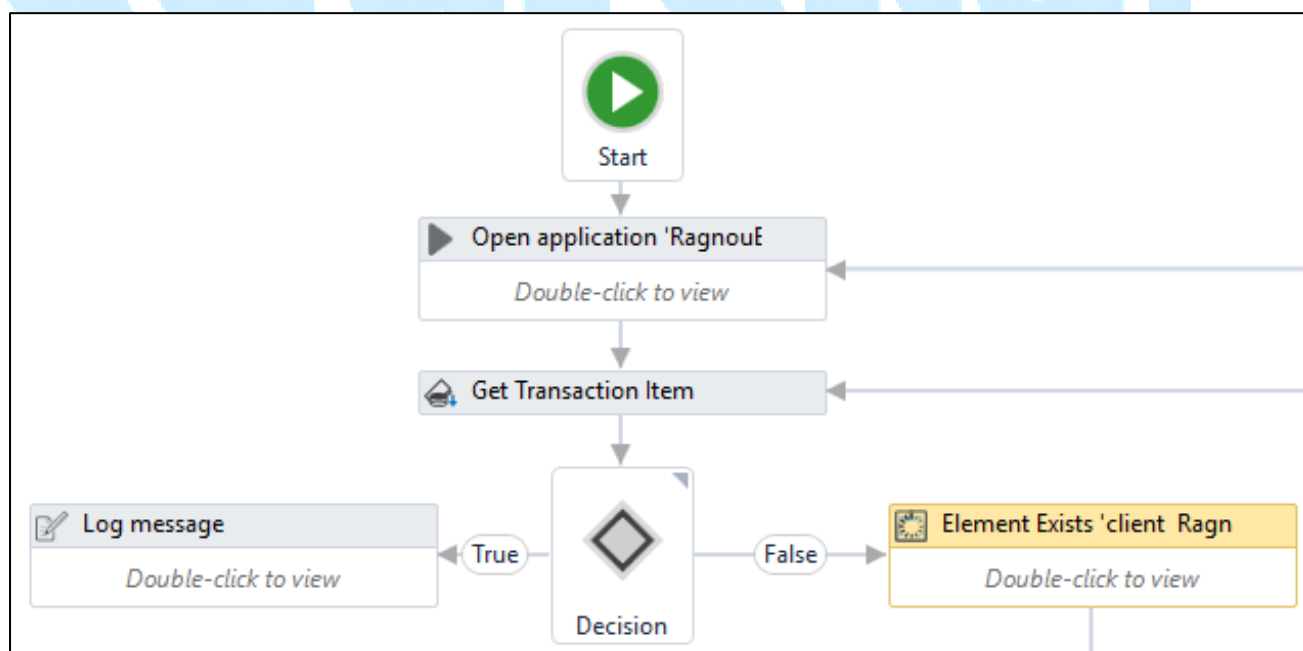 Start
Open application 'RagnouE
Double-click to view
Get Transaction Item
Log message
Double-click to view
True
Decision
False
Element Exists 'client Ragn
Double-click to view